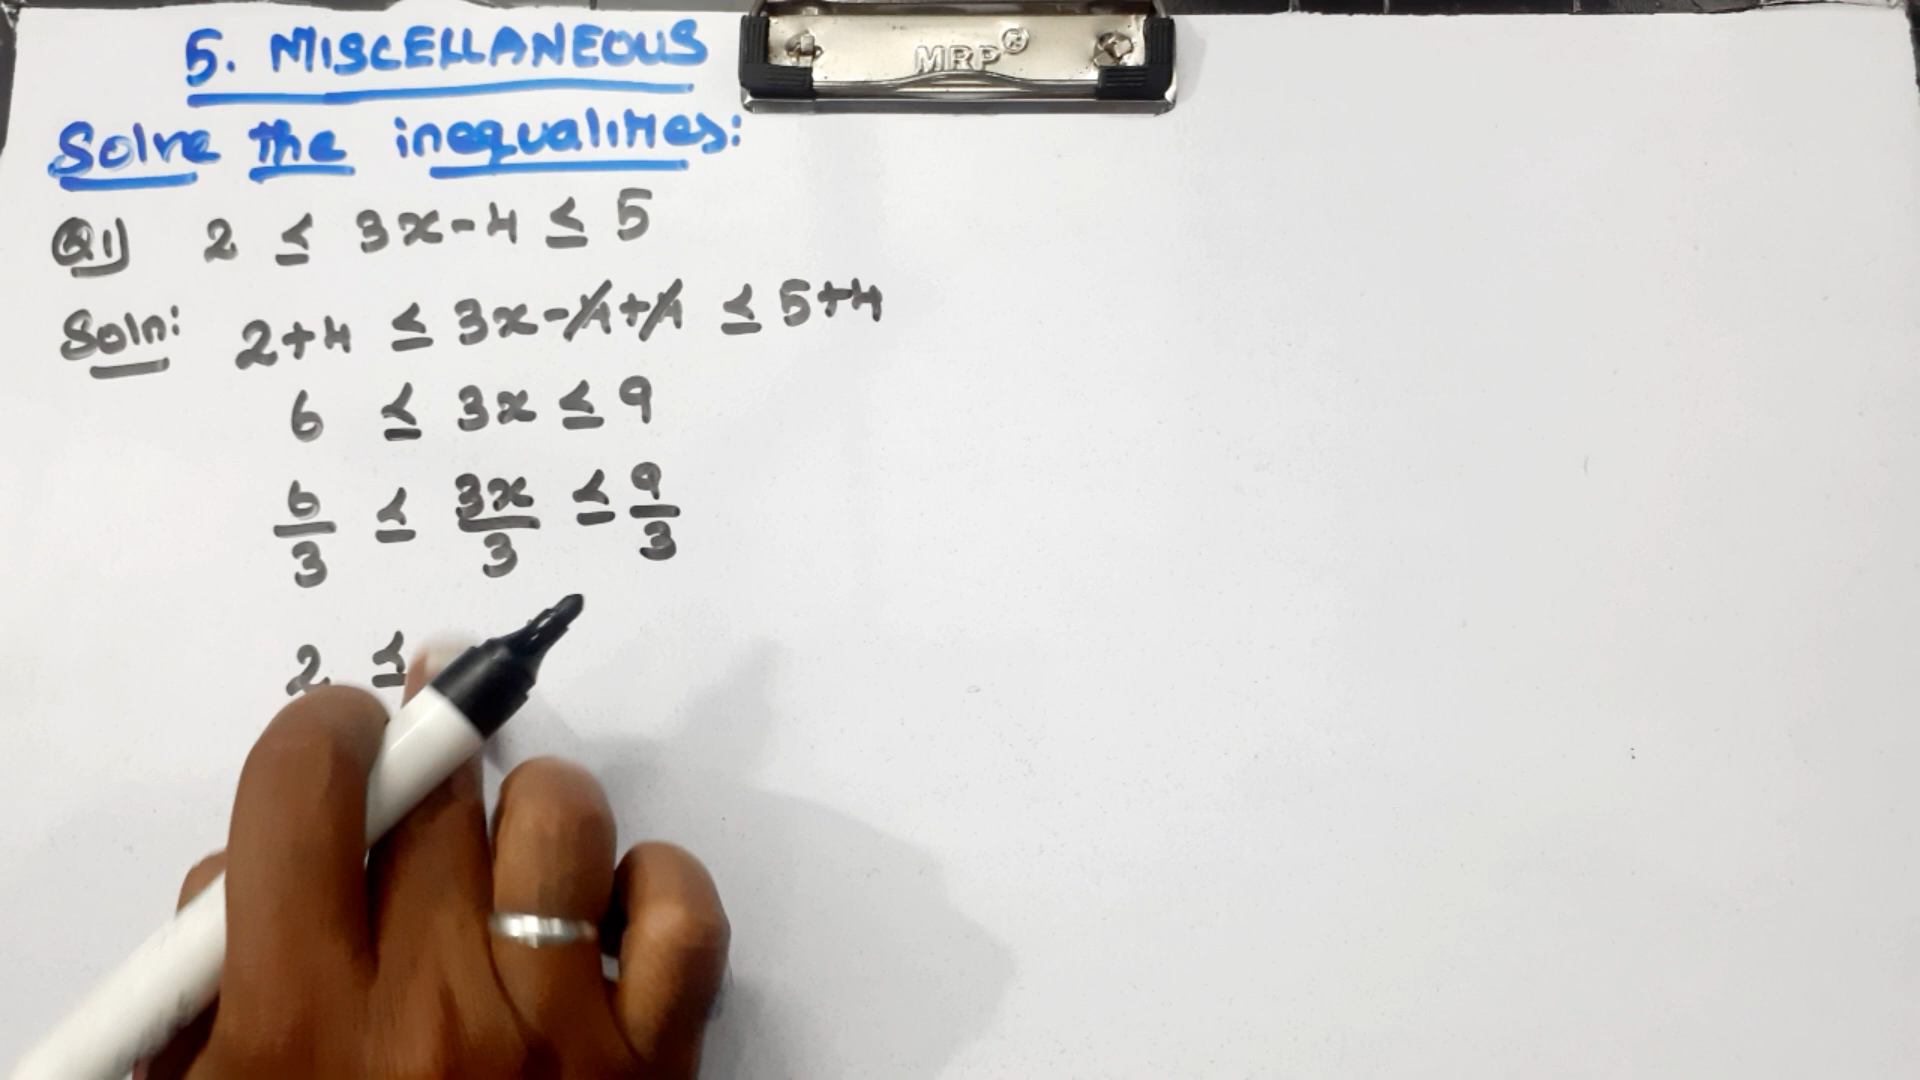 MRP®
5. MISCELLANEOUS
Solve the inequalities:
Q1) 2 ≤ 3x-4 ≤ 5
Soln: 2+4 ≤ 3x-4+4 ≤ 5+4
6 ≤ 3x ≤ 9
6/3 ≤ 3x/3 ≤ 9/3
2 ≤